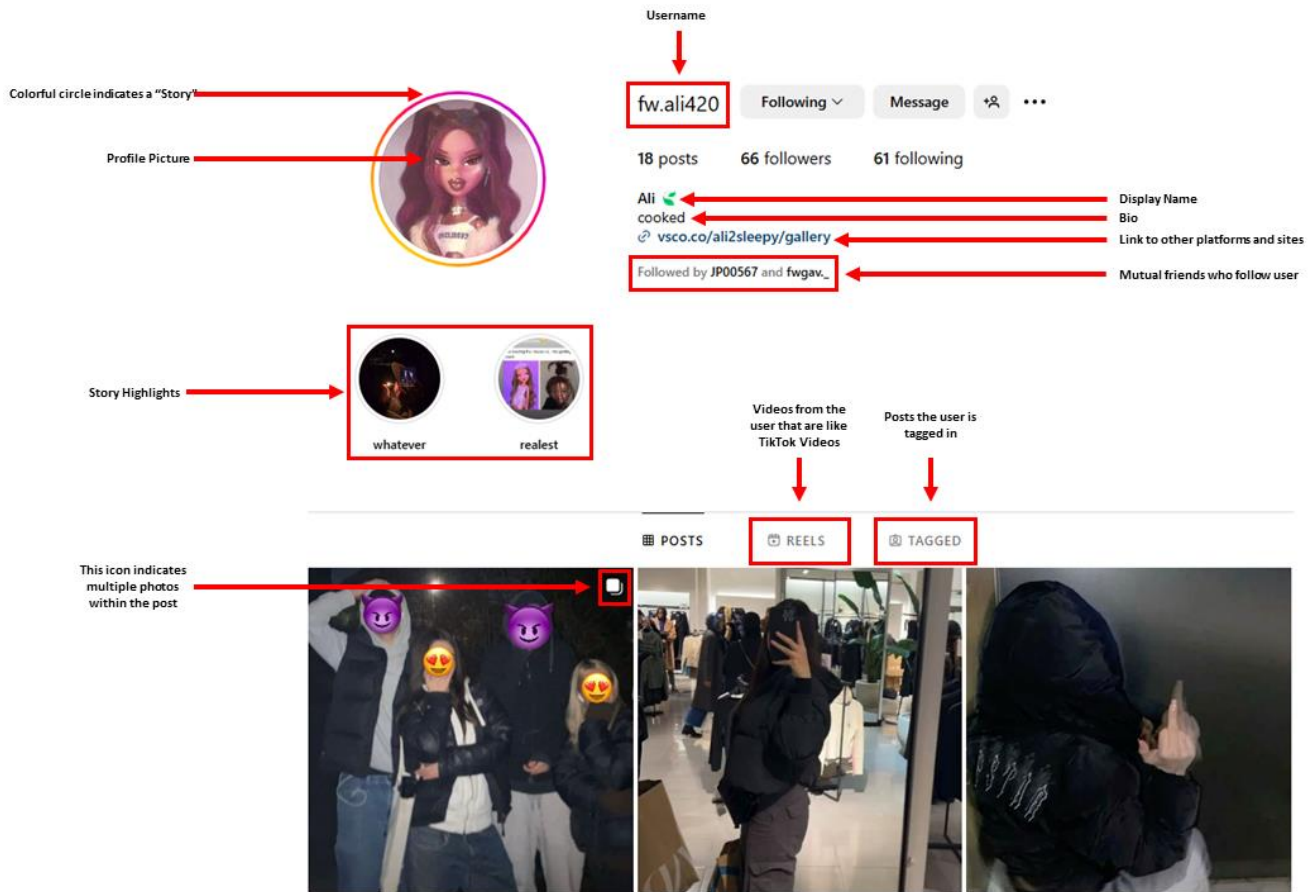 Username
Colorful circle indicates a “Story”
fw.ali420
Following
Message
Profile Picture
18 posts
66 followers
61 following
Ali
Display Name
cooked
Bio
vsco.co/ali2sleepy/gallery
Link to other platforms and sites
Followed by JP00567 and fwgav._
Mutual friends who follow user
Story Highlights
whatever
realest
Videos from the
user that are like
TikTok Videos
Posts the user is
tagged in
POSTS
REELS
TAGGED
This icon indicates
multiple photos
within the post